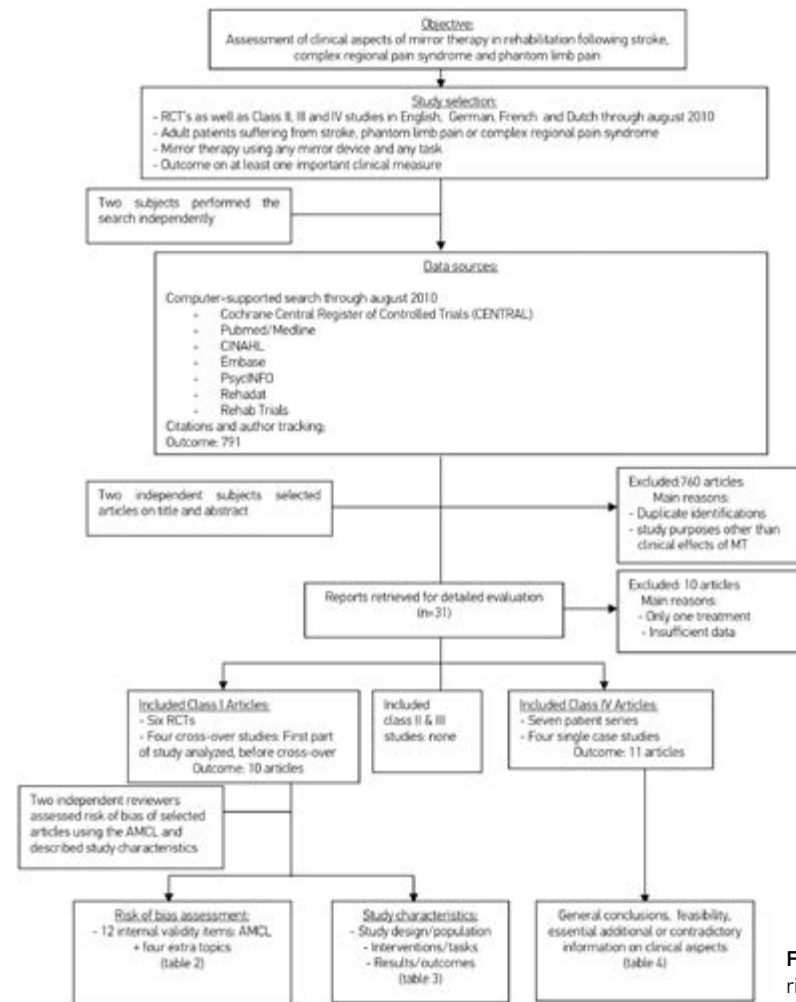 Objective:
Assessment of clinical aspects of mirror therapy in rehabilitation following stroke,
complex regional pain syndrome and phantom limb pain
Study selection:
- RCT's as well as Class II, III and IV studies in English, German, French and Dutch through august 2010
- Adult patients suffering from stroke, phantom limb pain or complex regional pain syndrome
- Mirror therapy using any mirror device and any task
- Outcome on at least one important clinical measure
Two subjects performed the
search independently
Data sources:
Computer-supported search through august 2010
- Cochrane Central Register of Controlled Trials (CENTRAL)
- Pubmed/Medline
- CINAHL
- Embase
- PsycINFO
- Rehadat
- Rehab Trials
Citations and author tracking;
Outcome: 791
Two independent subjects selected
articles on title and abstract
Excluded:760 articles
Main reasons:
- Duplicate identifications
- study purposes other than
clinical effects of MT
Reports retrieved for detailed evaluation
(n=31)
Excluded: 10 articles
Main reasons:
- Only one treatment
- Insufficient data
Included Class I Articles:
- Six RCTs
- Four cross-over studies: First part
of study analyzed, before cross-over
Outcome: 10 articles
Included
class II & III
studies: none
Included Class IV Articles:
- Seven patient series
- Four single case studies
Outcome: 11 articles
Two independent reviewers
assessed risk of bias of selected
articles using the AMCL and
described study characteristics
Risk of bias assessment:
- 12 internal validity items: AMCL
+ four extra topics
(table 2)
Study characteristics:
- Study design/population
- Interventions/tasks
- Results/outcomes
(table 3)
General conclusions, feasibility,
essential additional or contradictory
information on clinical aspects
(table 4)